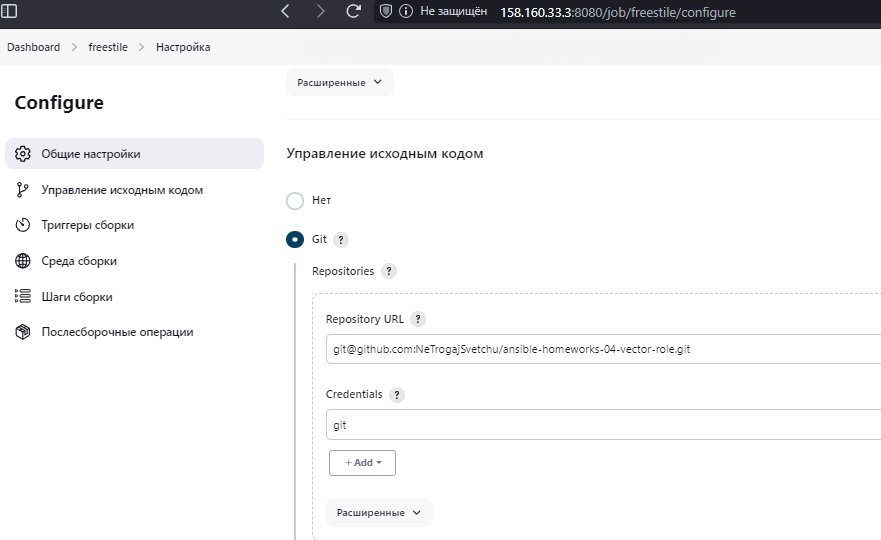 Не защищён 158.160.33.3:8080/job/freestile/configure
Dashboard > freestile > Настройка
Расширенные
Configure
Общие настройки
Управление исходным кодом
Триггеры сборки
Среда сборки
Шаги сборки
Послесборочные операции
Управление исходным кодом
Нет
Git ?
Repositories ?
Repository URL ?
git@github.com:NeTrogajSvetchu/ansible-homeworks-04-vector-role.git
Credentials ?
git
+ Add
Расширенные